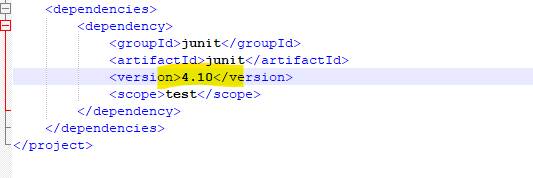 <dependencies>
<dependency>
<groupId>junit</groupId>
<artifactId>junit</artifactId>
<version>4.10</version>
<scope>test</scope>
</dependency>
</dependencies>
</project>